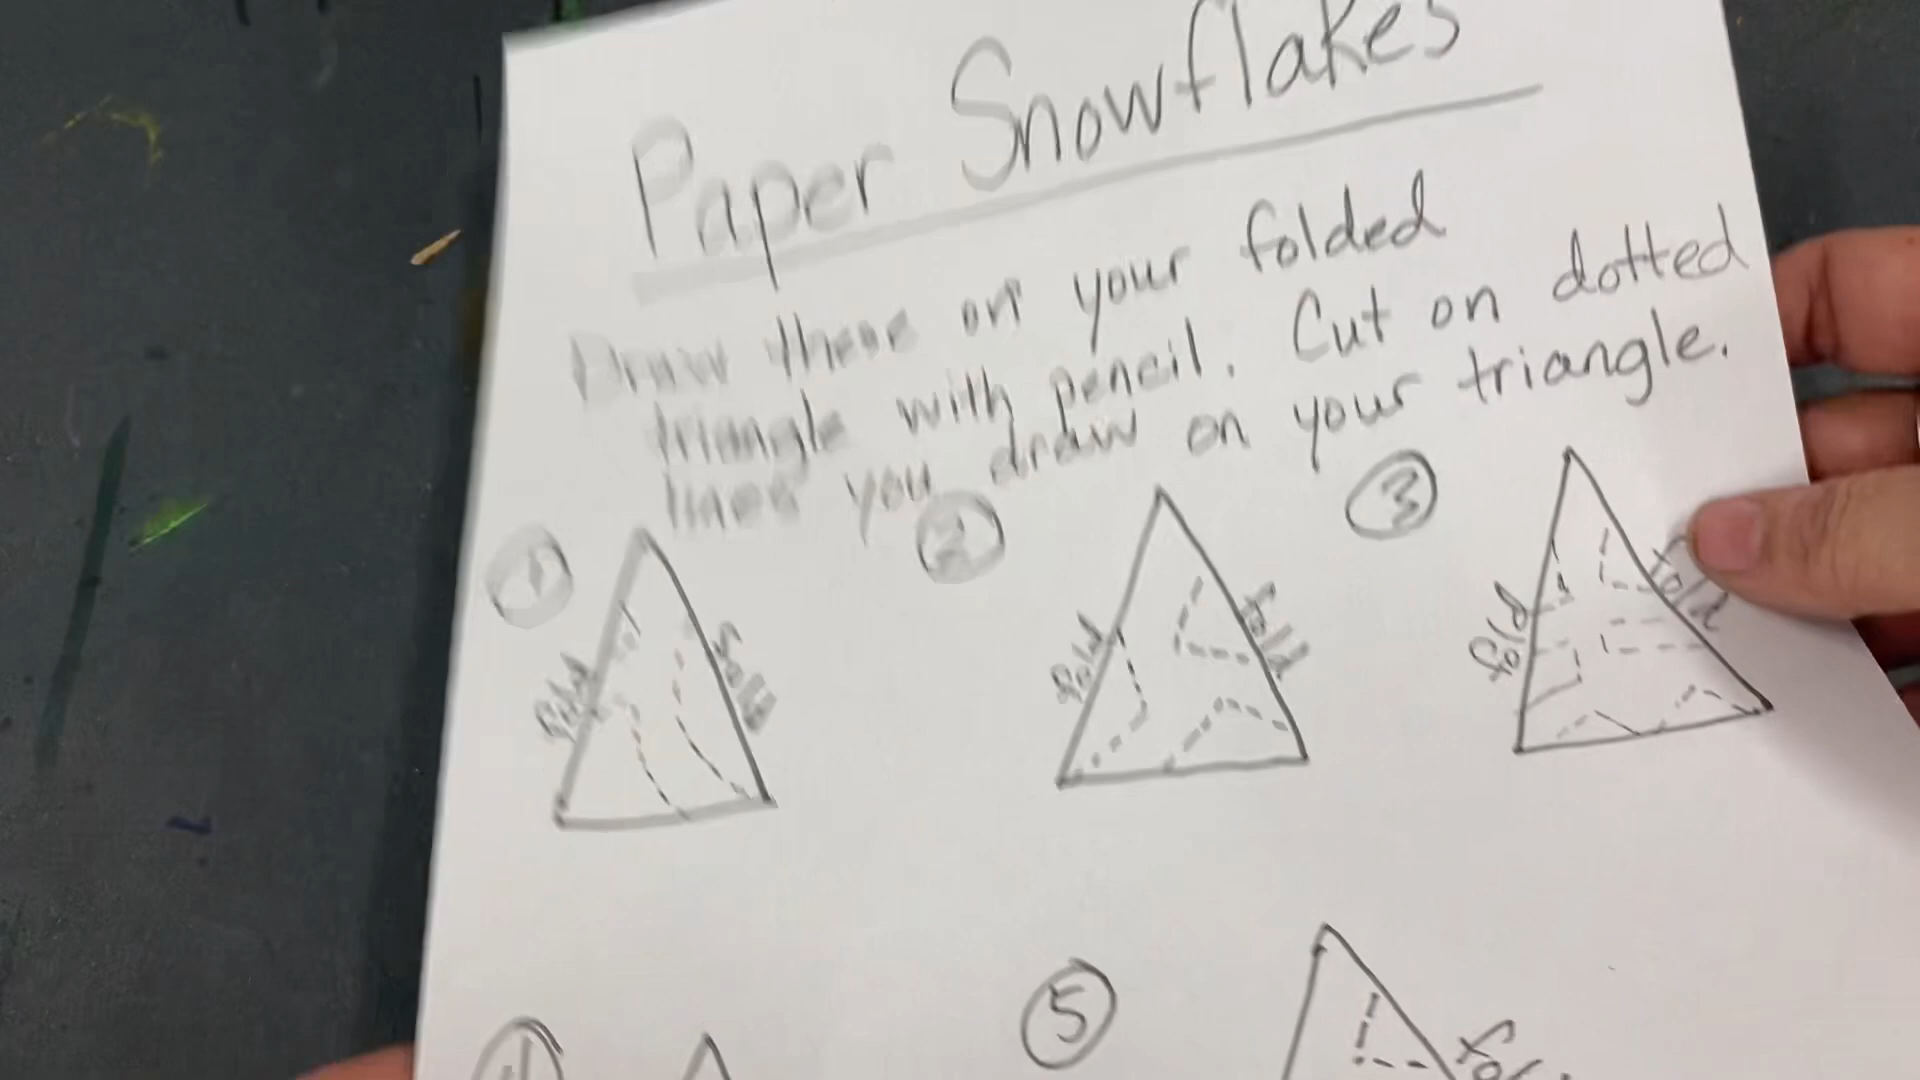 Paper Snowflakes
Draw these on your folded
triangle with pencil. Cut on dotted
lines you draw on your triangle.
1 2 3
fold fold fold fold fold fold
4 5
fold